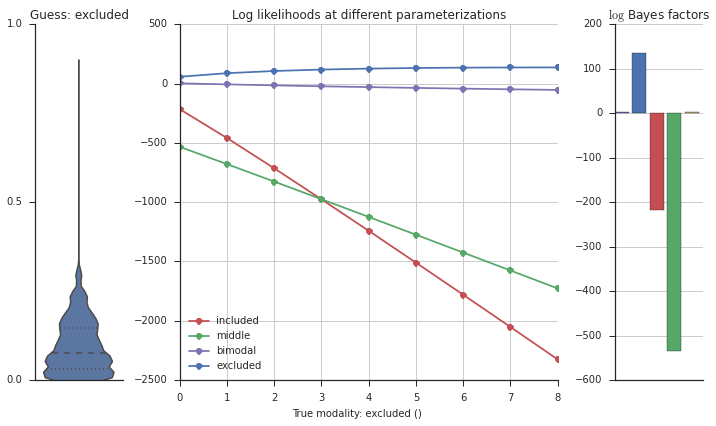 Guess: excluded
1.0
0.5
0.0
Log likelihoods at different parameterizations
500
0
−500
−1000
−1500
−2000
−2500
included
middle
bimodal
excluded
0 1 2 3 4 5 6 7 8
True modality: excluded ()
log Bayes factors
200
100
0
−100
−200
−300
−400
−500
−600